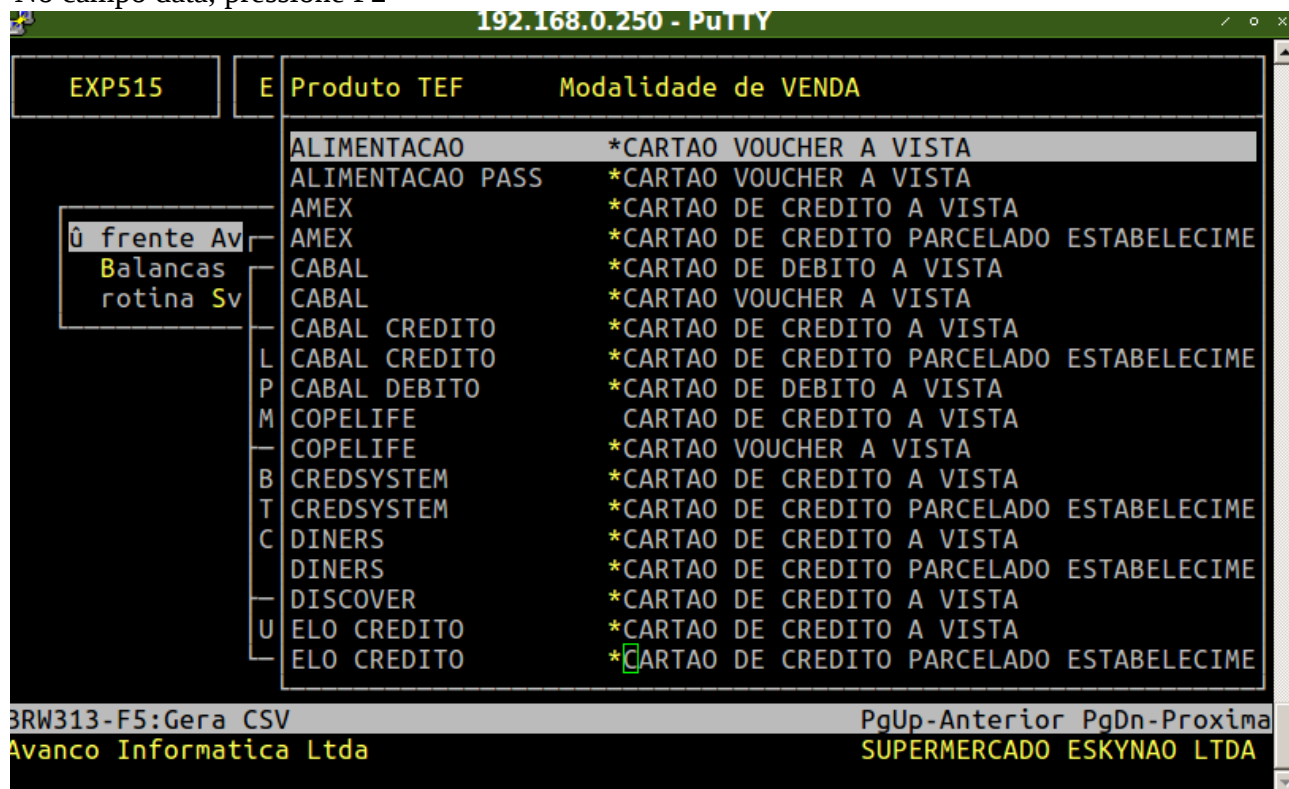 No campo data, pressione F2
192.168.0.250 - PuTTY
EXP515 E Produto TEF Modalidade de VENDA
ALIMENTACAO *CARTAO VOUCHER A VISTA
ALIMENTACAO PASS *CARTAO VOUCHER A VISTA
AMEX *CARTAO DE CREDITO A VISTA
û frente Av AMEX *CARTAO DE CREDITO PARCELADO ESTABELECIME
Balancas CABAL *CARTAO DE DEBITO A VISTA
rotina Sv CABAL *CARTAO VOUCHER A VISTA
CABAL CREDITO *CARTAO DE CREDITO A VISTA
L CABAL CREDITO *CARTAO DE CREDITO PARCELADO ESTABELECIME
P CABAL DEBITO *CARTAO DE DEBITO A VISTA
M COPELIFE CARTAO DE CREDITO A VISTA
COPELIFE *CARTAO VOUCHER A VISTA
B CREDSYSTEM *CARTAO DE CREDITO A VISTA
T CREDSYSTEM *CARTAO DE CREDITO PARCELADO ESTABELECIME
C DINERS *CARTAO DE CREDITO A VISTA
DINERS *CARTAO DE CREDITO PARCELADO ESTABELECIME
DISCOVER *CARTAO DE CREDITO A VISTA
U ELO CREDITO *CARTAO DE CREDITO A VISTA
ELO CREDITO *CARTAO DE CREDITO PARCELADO ESTABELECIME
BRW313-F5:Gera CSV PgUp-Anterior PgDn-Proxima
Avanco Informatica Ltda SUPERMERCADO ESKYNAO LTDA